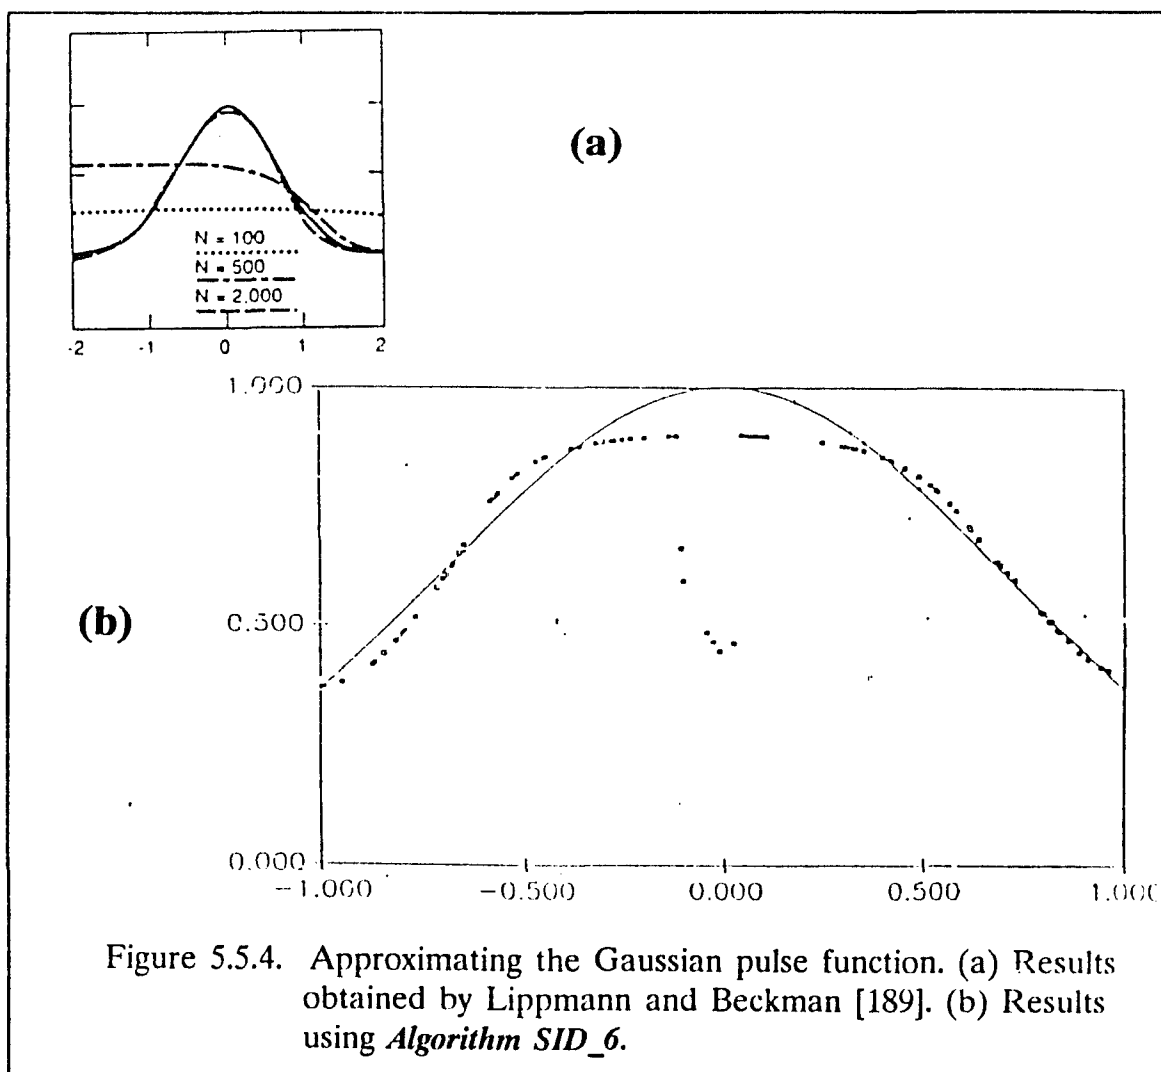 (a)
N = 100
N = 500
N = 2.000
-2 -1 0 1 2
1.000
(b)
0.500
0.000
-1.000 -0.500 0.000 0.500 1.000
Figure 5.5.4. Approximating the Gaussian pulse function. (a) Results
obtained by Lippmann and Beckman [189]. (b) Results
using Algorithm SID_6.